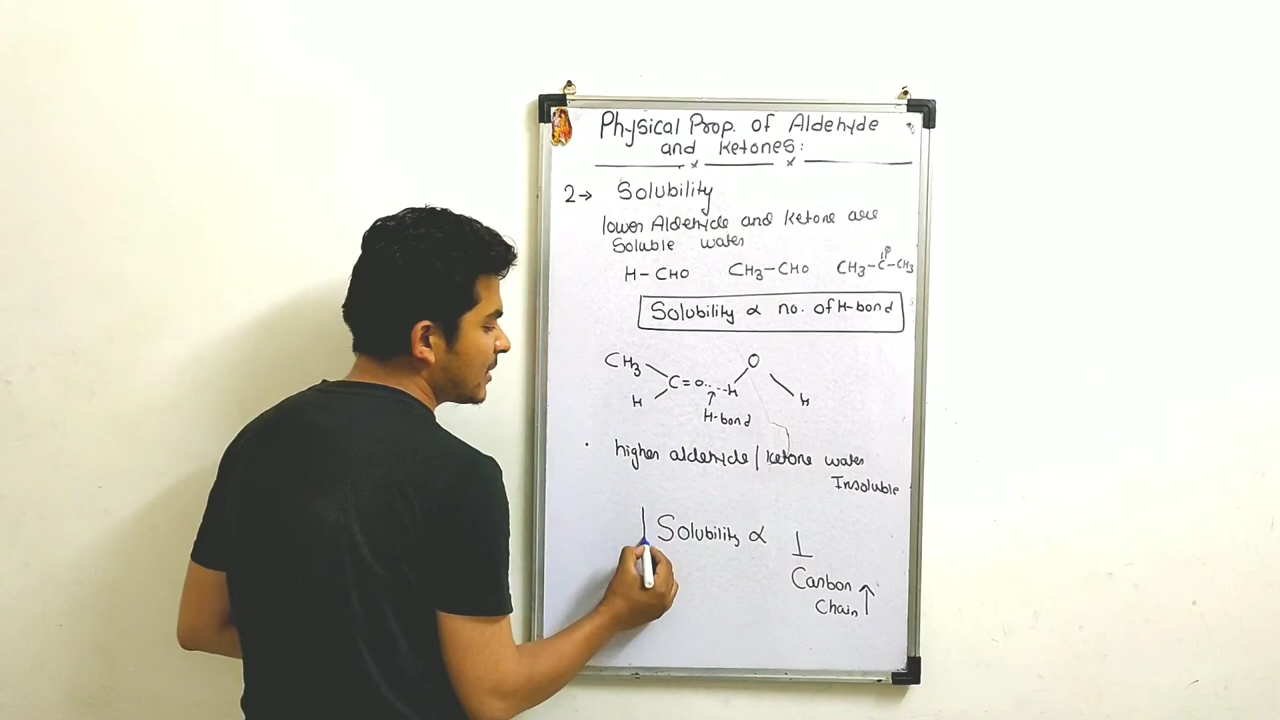 Physical Prop. of Aldehyde
and Ketones:
2→ Solubility
lower Aldehyde and Ketone are
Soluble water
H-CHO CH3-CHO CH3-C-CH3
O
Solubility ∝ no. of H-bond
CH3 O
C=O....H
H H
H-bond
. higher aldehyde/ketone water
Insoluble
Solubility ∝ 1
Carbon ↑
Chain